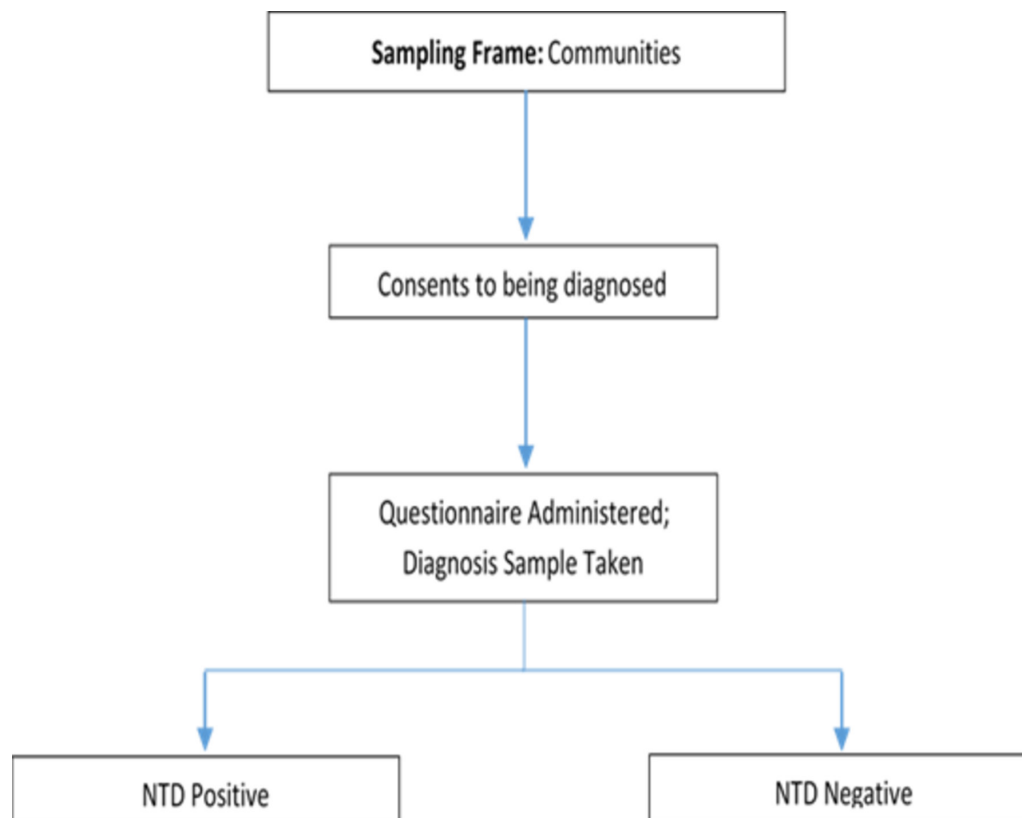 Sampling Frame: Communities
Consents to being diagnosed
Questionnaire Administered;
Diagnosis Sample Taken
NTD Positive
NTD Negative